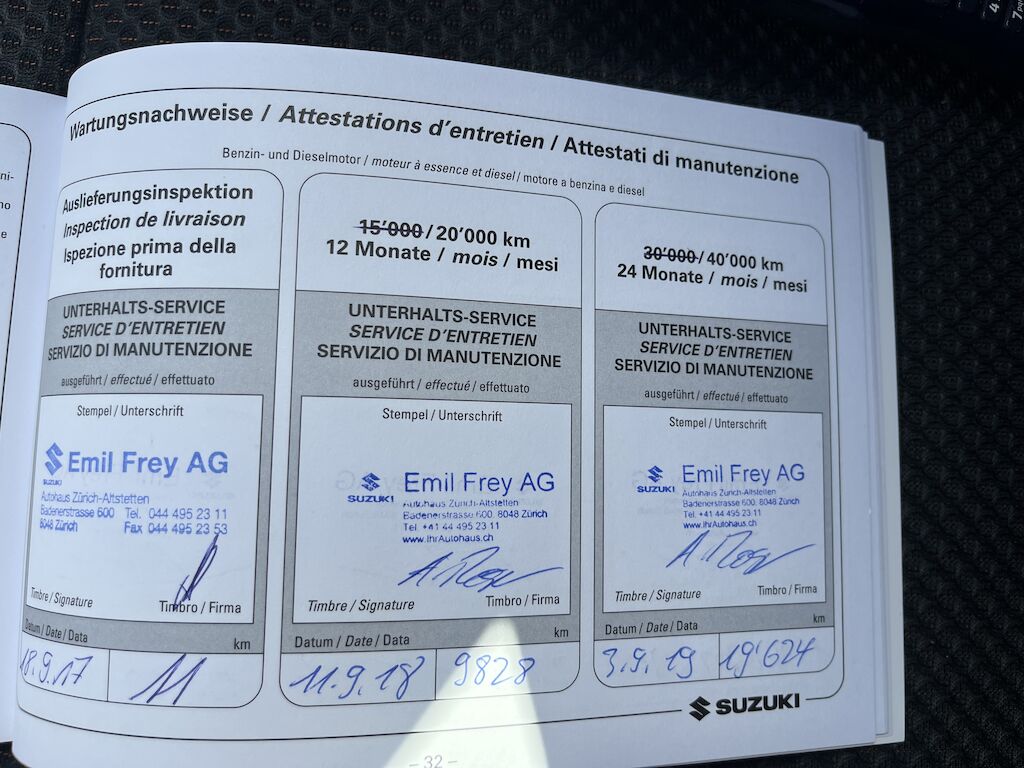 Wartungsnachweise / Attestations d'entretien / Attestati di manutenzione
Benzin- und Dieselmotor / moteur à essence et diesel / motore a benzina e diesel
Auslieferungsinspektion
Inspection de livraison
Ispezione prima della
fornitura
UNTERHALTS-SERVICE
SERVICE D'ENTRETIEN
SERVIZIO DI MANUTENZIONE
ausgeführt / effectué / effettuato
Stempel / Unterschrift
SUZUKI
Emil Frey AG
Autohaus Zürich-Altstetten
Badenerstrasse 600 Tel. 044 495 23 11
8048 Zürich Fax 044 495 23 53
Timbre / Signature Timbro / Firma
Datum / Date / Data km
18.9.17 11
15'000 / 20'000 km
12 Monate / mois / mesi
UNTERHALTS-SERVICE
SERVICE D'ENTRETIEN
SERVIZIO DI MANUTENZIONE
ausgeführt / effectué / effettuato
Stempel / Unterschrift
SUZUKI
Emil Frey AG
Autohaus Zürich-Altstetten
Badenerstrasse 600, 8048 Zürich
Tel +41 44 495 23 11
www.IhrAutohaus.ch
Timbre / Signature Timbro / Firma
Datum / Date / Data km
11.9.18 9828
30'000 / 40'000 km
24 Monate / mois / mesi
UNTERHALTS-SERVICE
SERVICE D'ENTRETIEN
SERVIZIO DI MANUTENZIONE
ausgeführt / effectué / effettuato
Stempel / Unterschrift
SUZUKI
Emil Frey AG
Autohaus Zürich-Altstetten
Badenerstrasse 600, 8048 Zürich
Tel. +41 44 495 23 11
www.IhrAutohaus.ch
Timbre / Signature Timbro / Firma
Datum / Date / Data km
3.9.19 19'624
SUZUKI
– 32 –